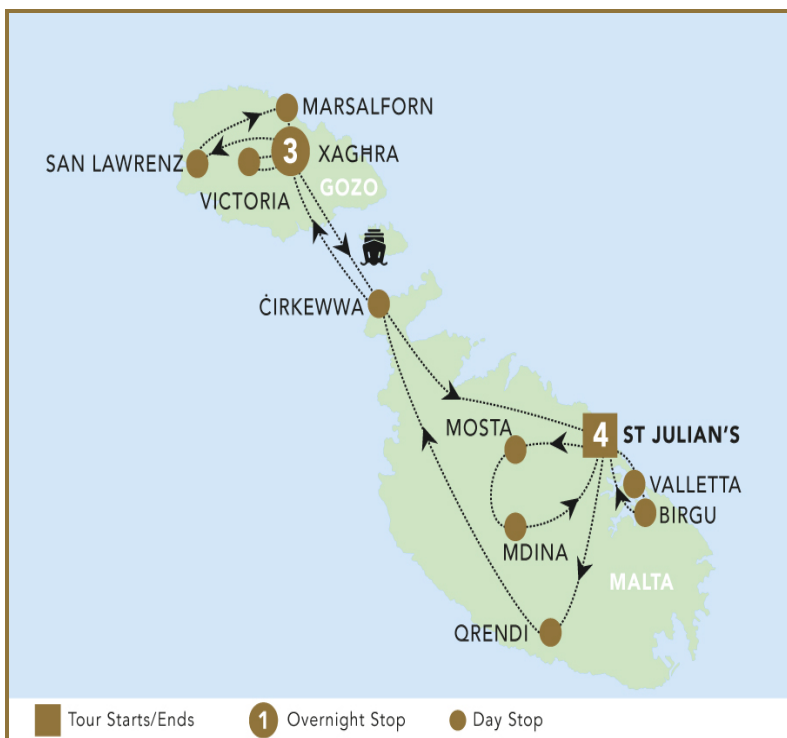 MARSALFORN
3
XAGĦRA
SAN LAWRENZ
VICTORIA
GOZO
ĊIRKEWWA
MOSTA
4
ST JULIAN'S
VALLETTA
BIRGU
MDINA
MALTA
QRENDI
Tour Starts/Ends
1
Overnight Stop
Day Stop